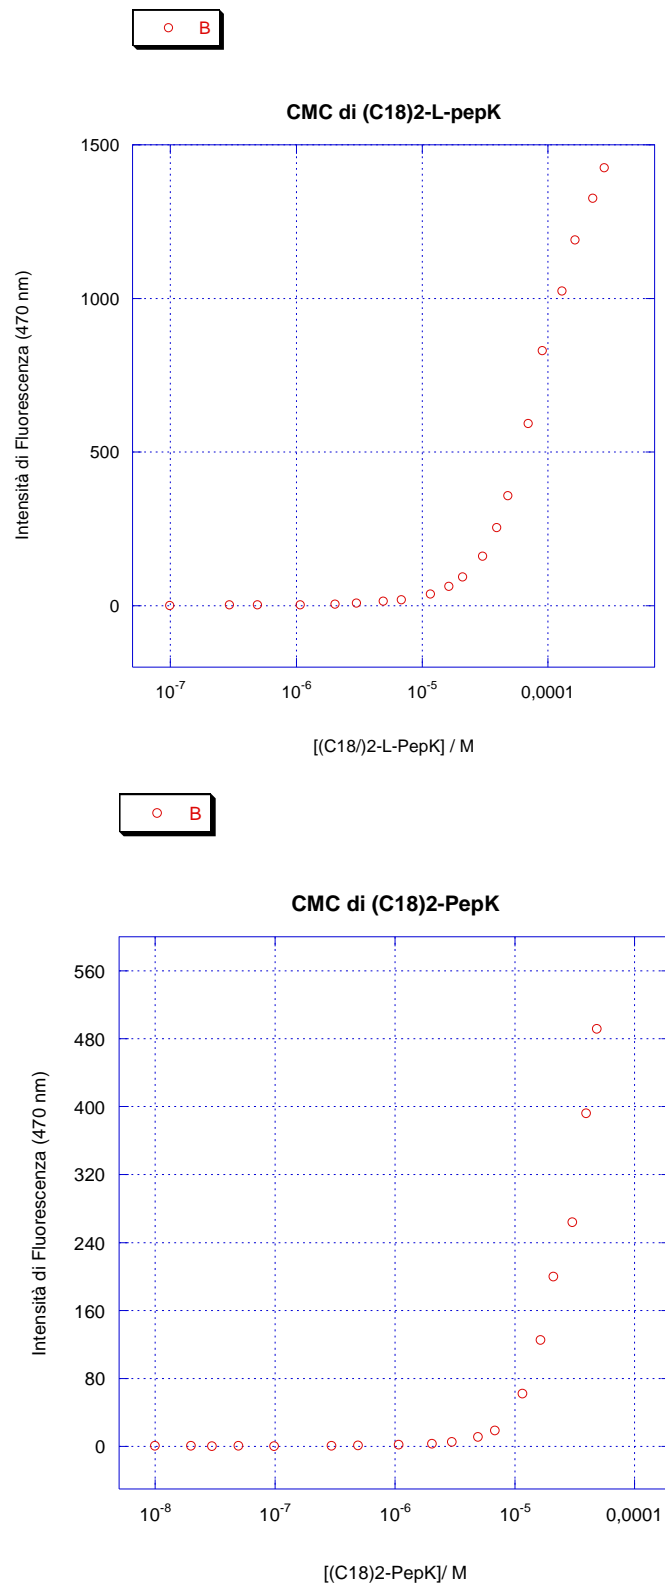 B
CMC di (C18)2-L-pepK
Intensità di Fluorescenza (470 nm)
1500
1000
500
0
10-7
10-6
10-5
0,0001
[(C18/)2-L-PepK] / M
B
CMC di (C18)2-PepK
Intensità di Fluorescenza (470 nm)
560
480
400
320
240
160
80
0
10-8
10-7
10-6
10-5
0,0001
[(C18)2-PepK]/ M